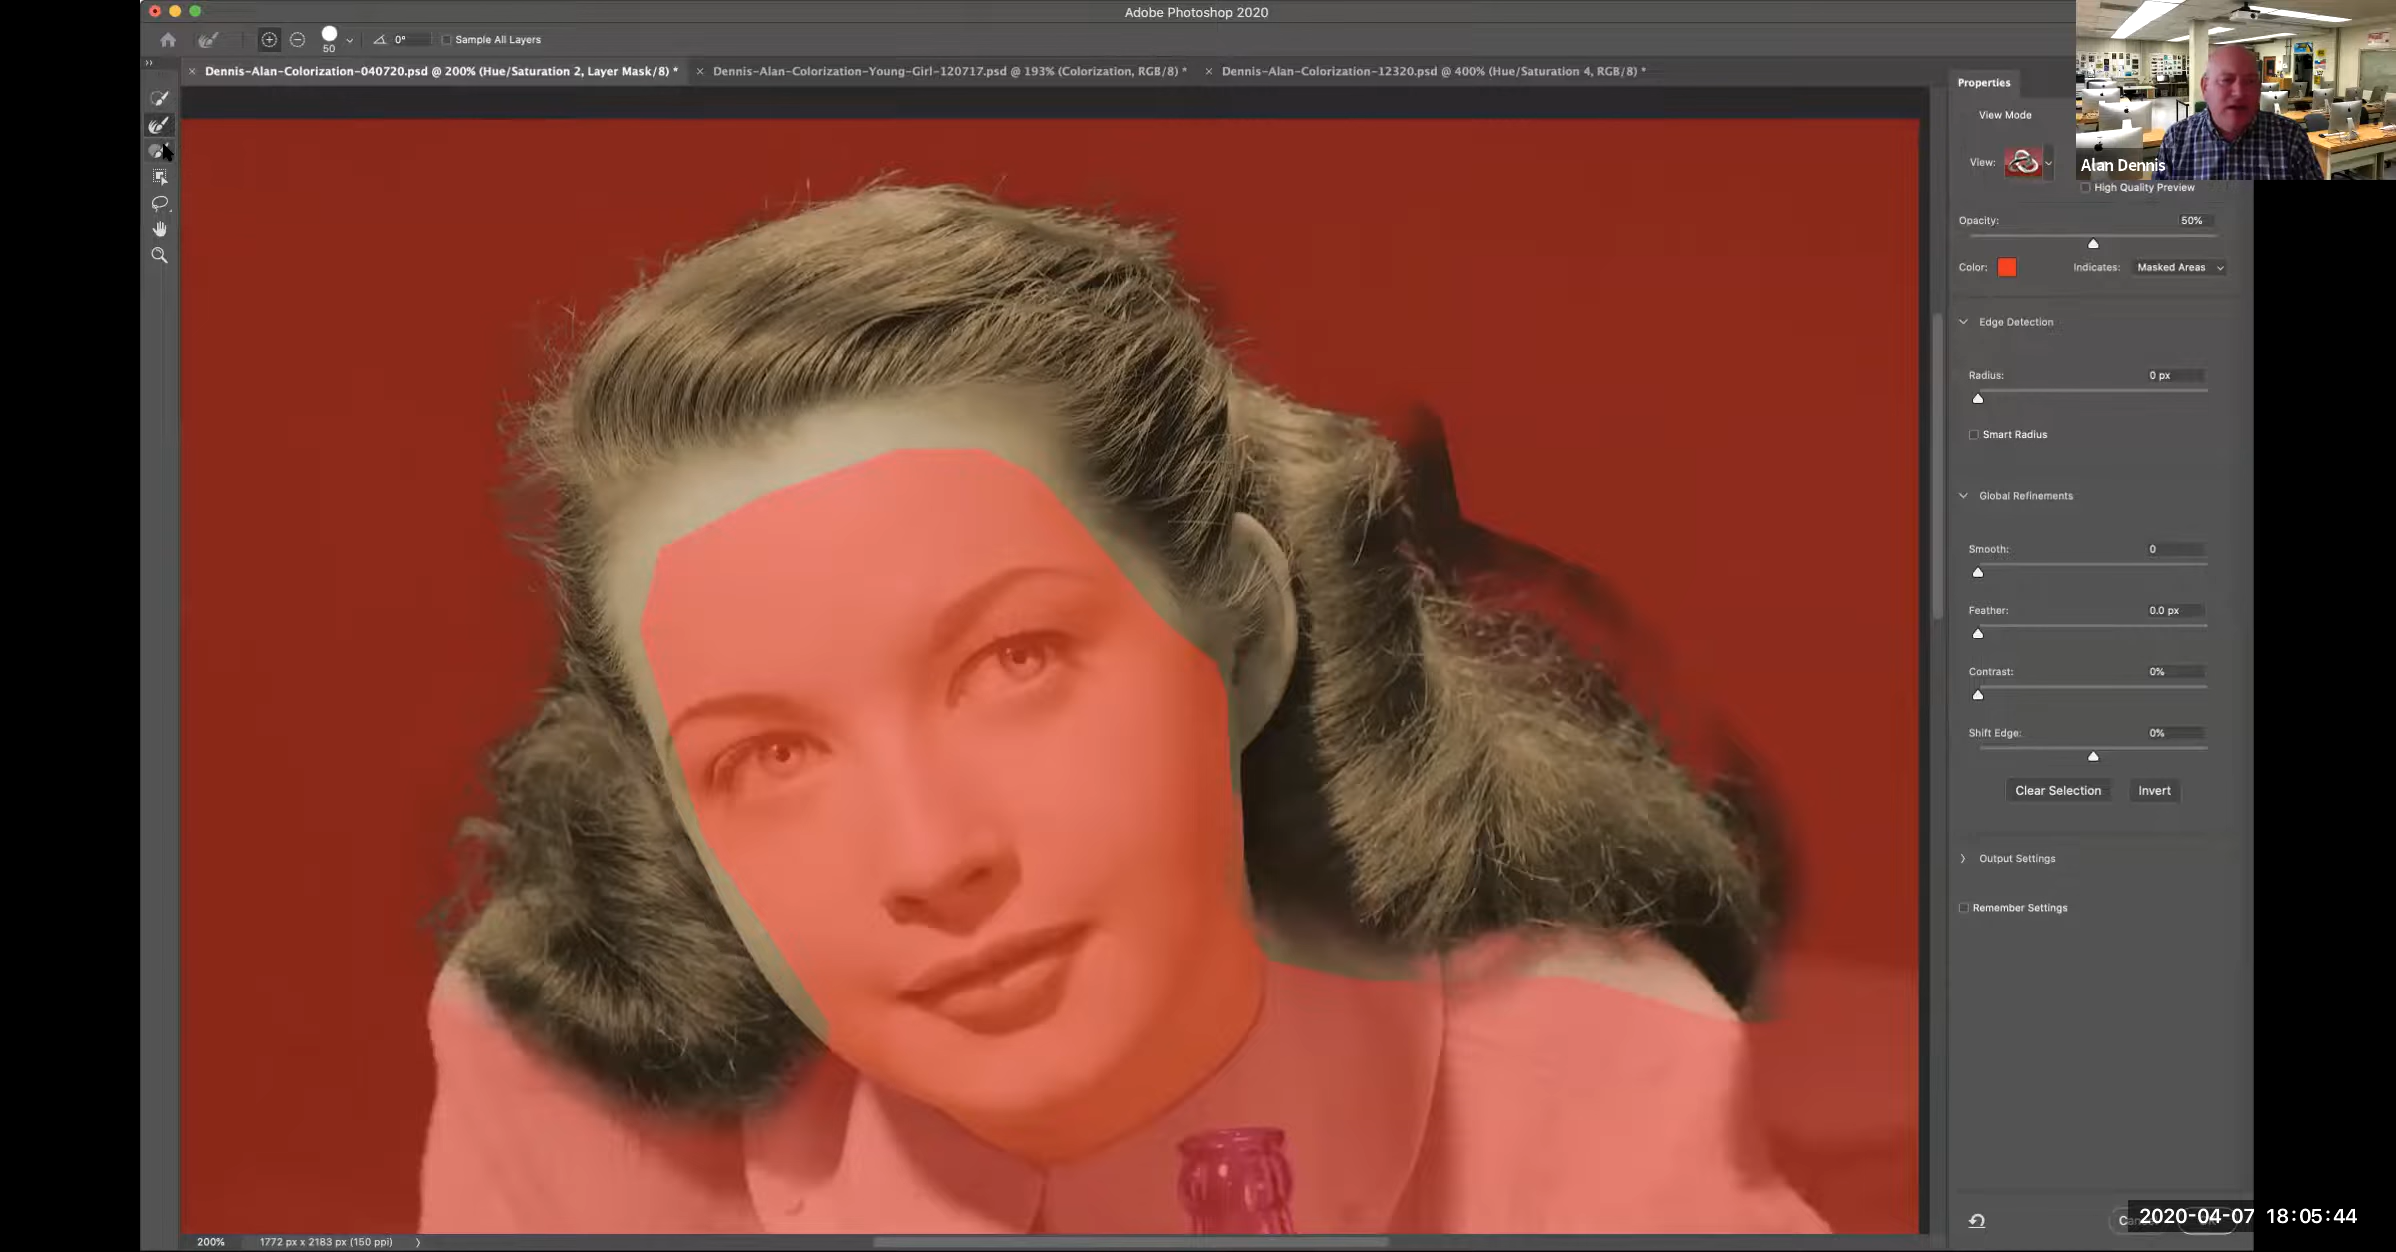 Adobe Photoshop 2020
50
0°
Sample All Layers
Dennis-Alan-Colorization-040720.psd @ 200% (Hue/Saturation 2, Layer Mask/8) *
Dennis-Alan-Colorization-Young-Girl-120717.psd @ 193% (Colorization, RGB/8) *
Dennis-Alan-Colorization-12320.psd @ 400% (Hue/Saturation 4, RGB/8) *
Properties
View Mode
View:
Alan Dennis
High Quality Preview
Opacity:
50%
Color:
Indicates:
Masked Areas
Edge Detection
Radius:
0 px
Smart Radius
Global Refinements
Smooth:
0
Feather:
0.0 px
Contrast:
0%
Shift Edge:
0%
Clear Selection
Invert
Output Settings
Remember Settings
2020-04-07 18:05:44
200%
1772 px x 2183 px (150 ppi)